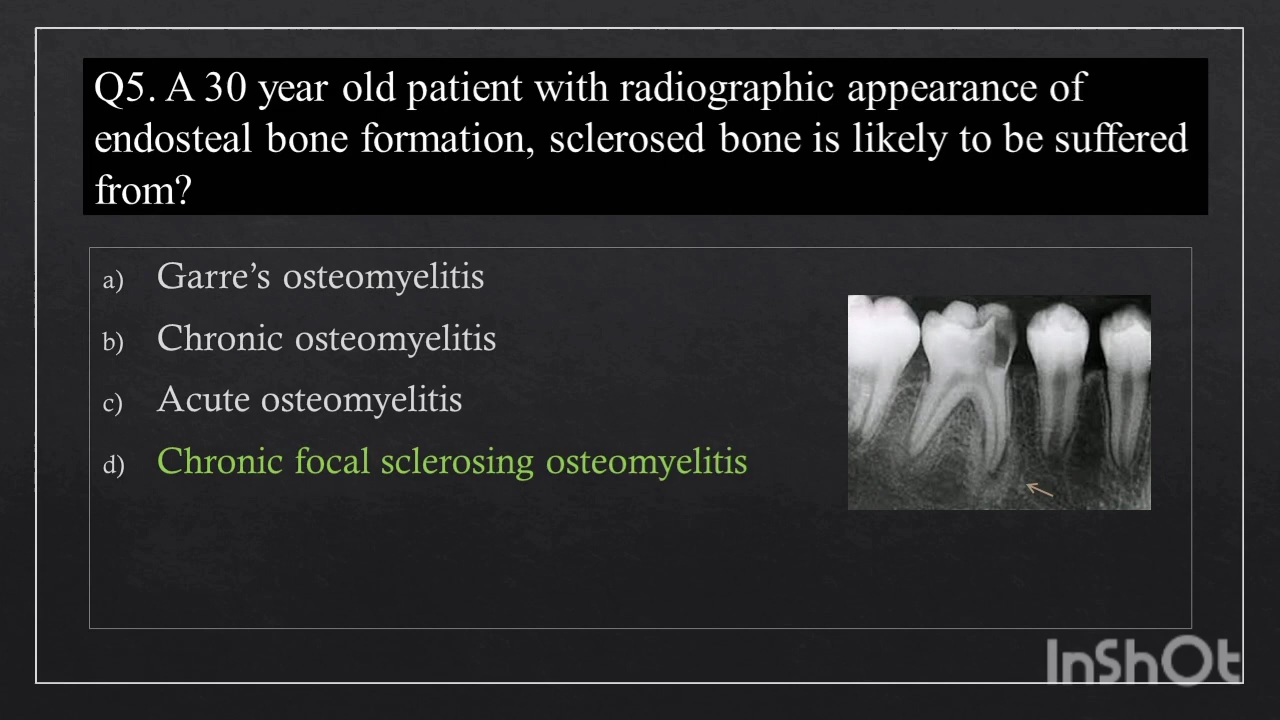 Q5. A 30 year old patient with radiographic appearance of
endosteal bone formation, sclerosed bone is likely to be suffered
from?
a) Garre’s osteomyelitis
b) Chronic osteomyelitis
c) Acute osteomyelitis
d) Chronic focal sclerosing osteomyelitis
InShOt